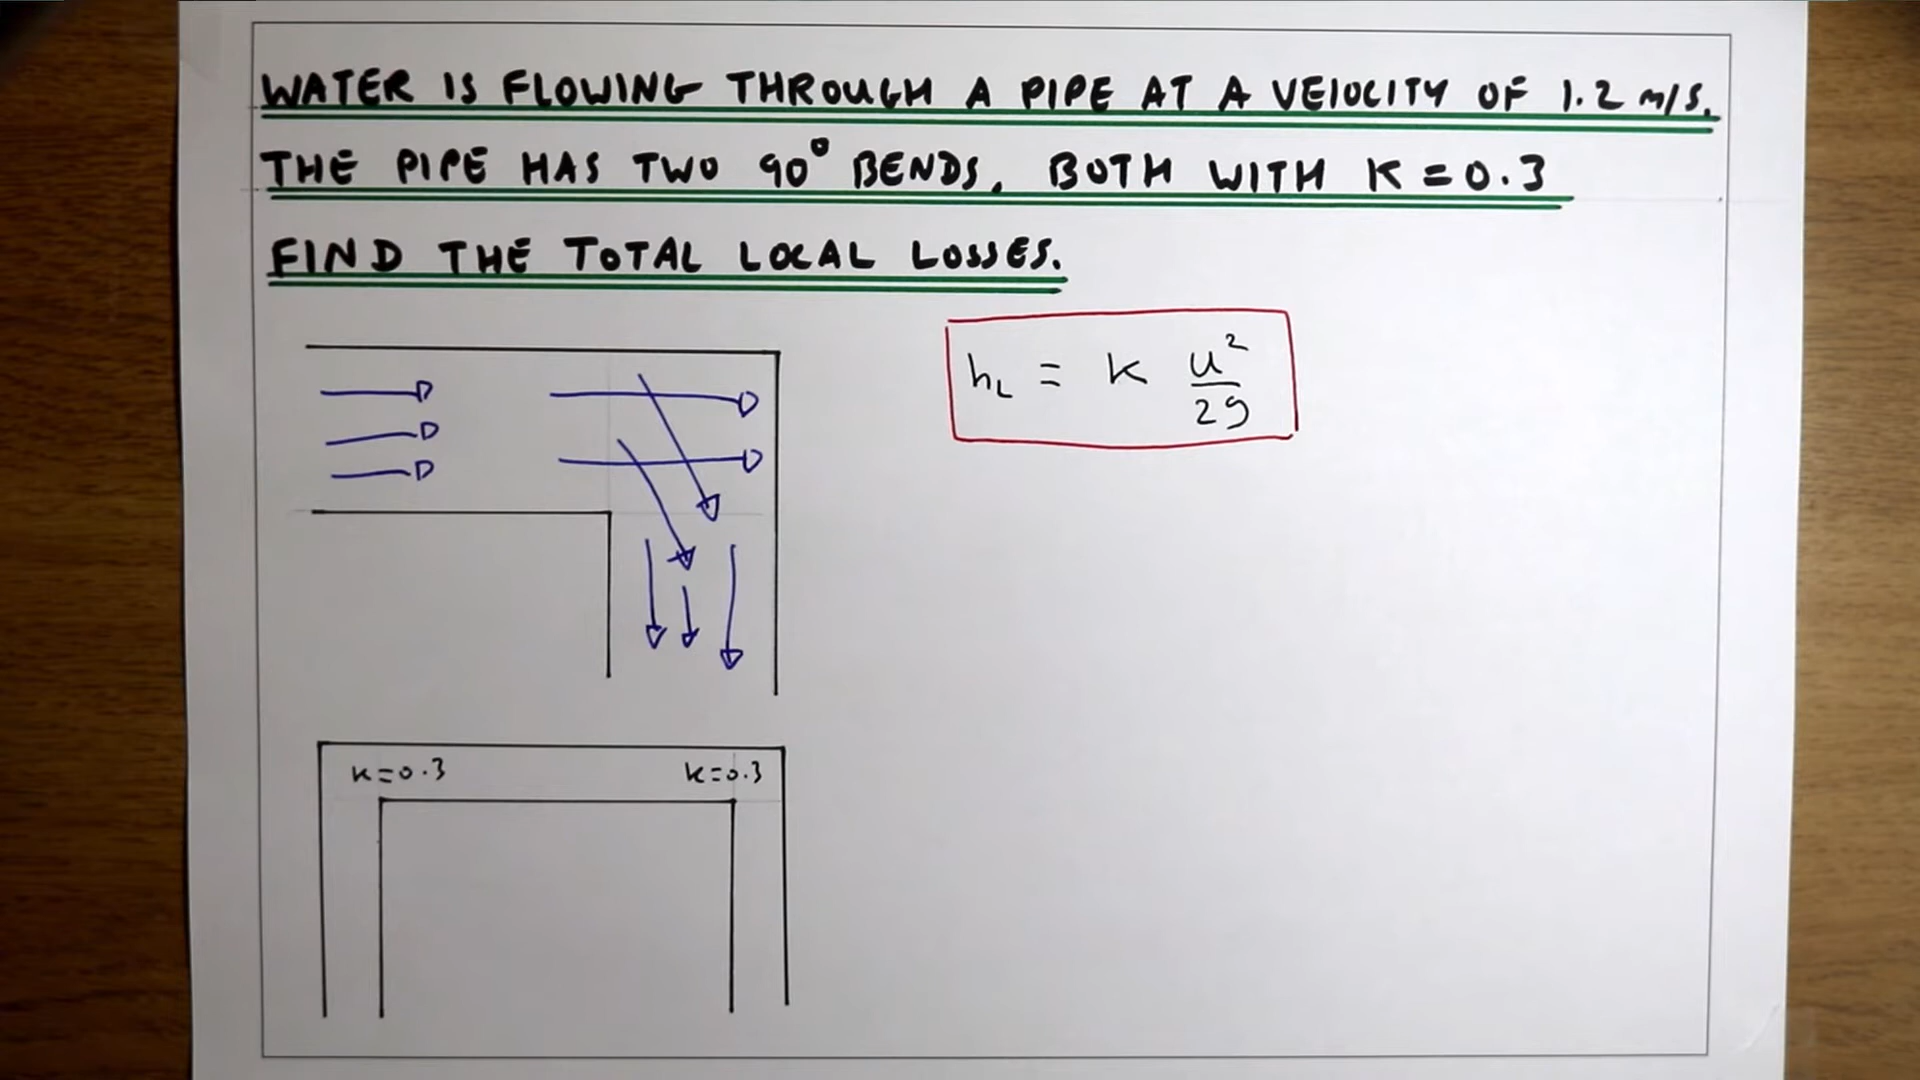 WATER IS FLOWING THROUGH A PIPE AT A VELOCITY OF 1.2 m/s.
THE PIPE HAS TWO 90° BENDS. BOTH WITH K = 0.3
FIND THE TOTAL LOCAL LOSSES.
hL = K u²/2g
K=0.3 K=0.3